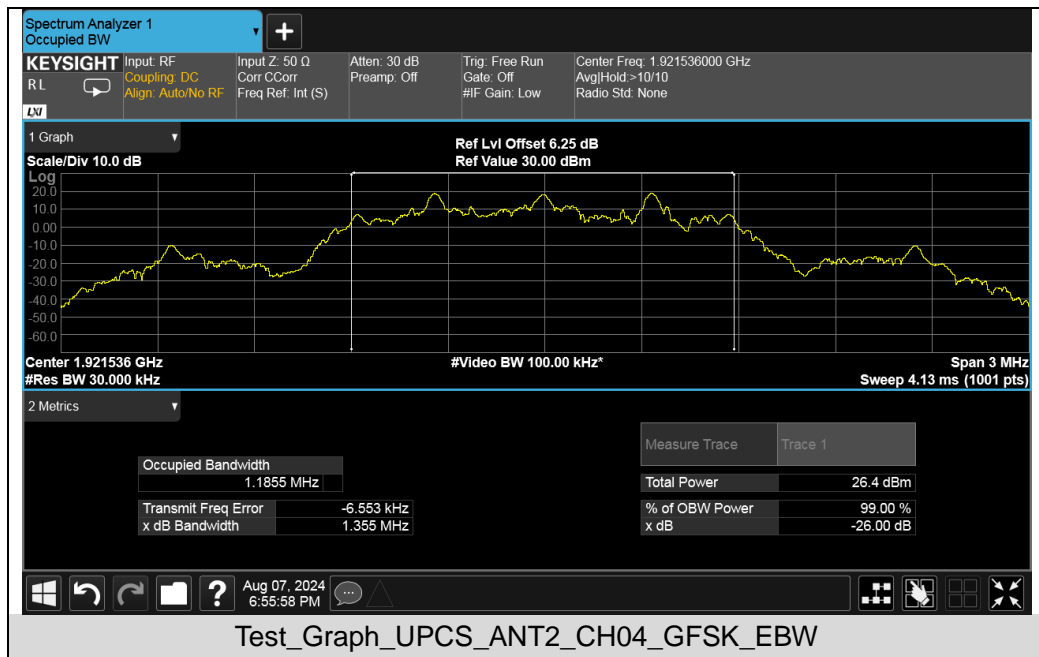 Spectrum Analyzer 1
Occupied BW
KEYSIGHT
R L
LXI
Input: RF
Coupling: DC
Align: Auto/No RF
Input Z: 50 Ω
Corr CCorr
Freq Ref: Int (S)
Atten: 30 dB
Preamp: Off
Trig: Free Run
Gate: Off
#IF Gain: Low
Center Freq: 1.921536000 GHz
Avg|Hold:>10/10
Radio Std: None
1 Graph
Scale/Div 10.0 dB
Ref Lvl Offset 6.25 dB
Ref Value 30.00 dBm
Log
20.0
10.0
0.00
-10.0
-20.0
-30.0
-40.0
-50.0
-60.0
Center 1.921536 GHz
#Res BW 30.000 kHz
#Video BW 100.00 kHz*
Span 3 MHz
Sweep 4.13 ms (1001 pts)
2 Metrics
Measure Trace Trace 1
Occupied Bandwidth
1.1855 MHz
Total Power 26.4 dBm
Transmit Freq Error -6.553 kHz
% of OBW Power 99.00 %
x dB Bandwidth 1.355 MHz
x dB -26.00 dB
?
Aug 07, 2024
6:55:58 PM
Test_Graph_UPCS_ANT2_CH04_GFSK_EBW